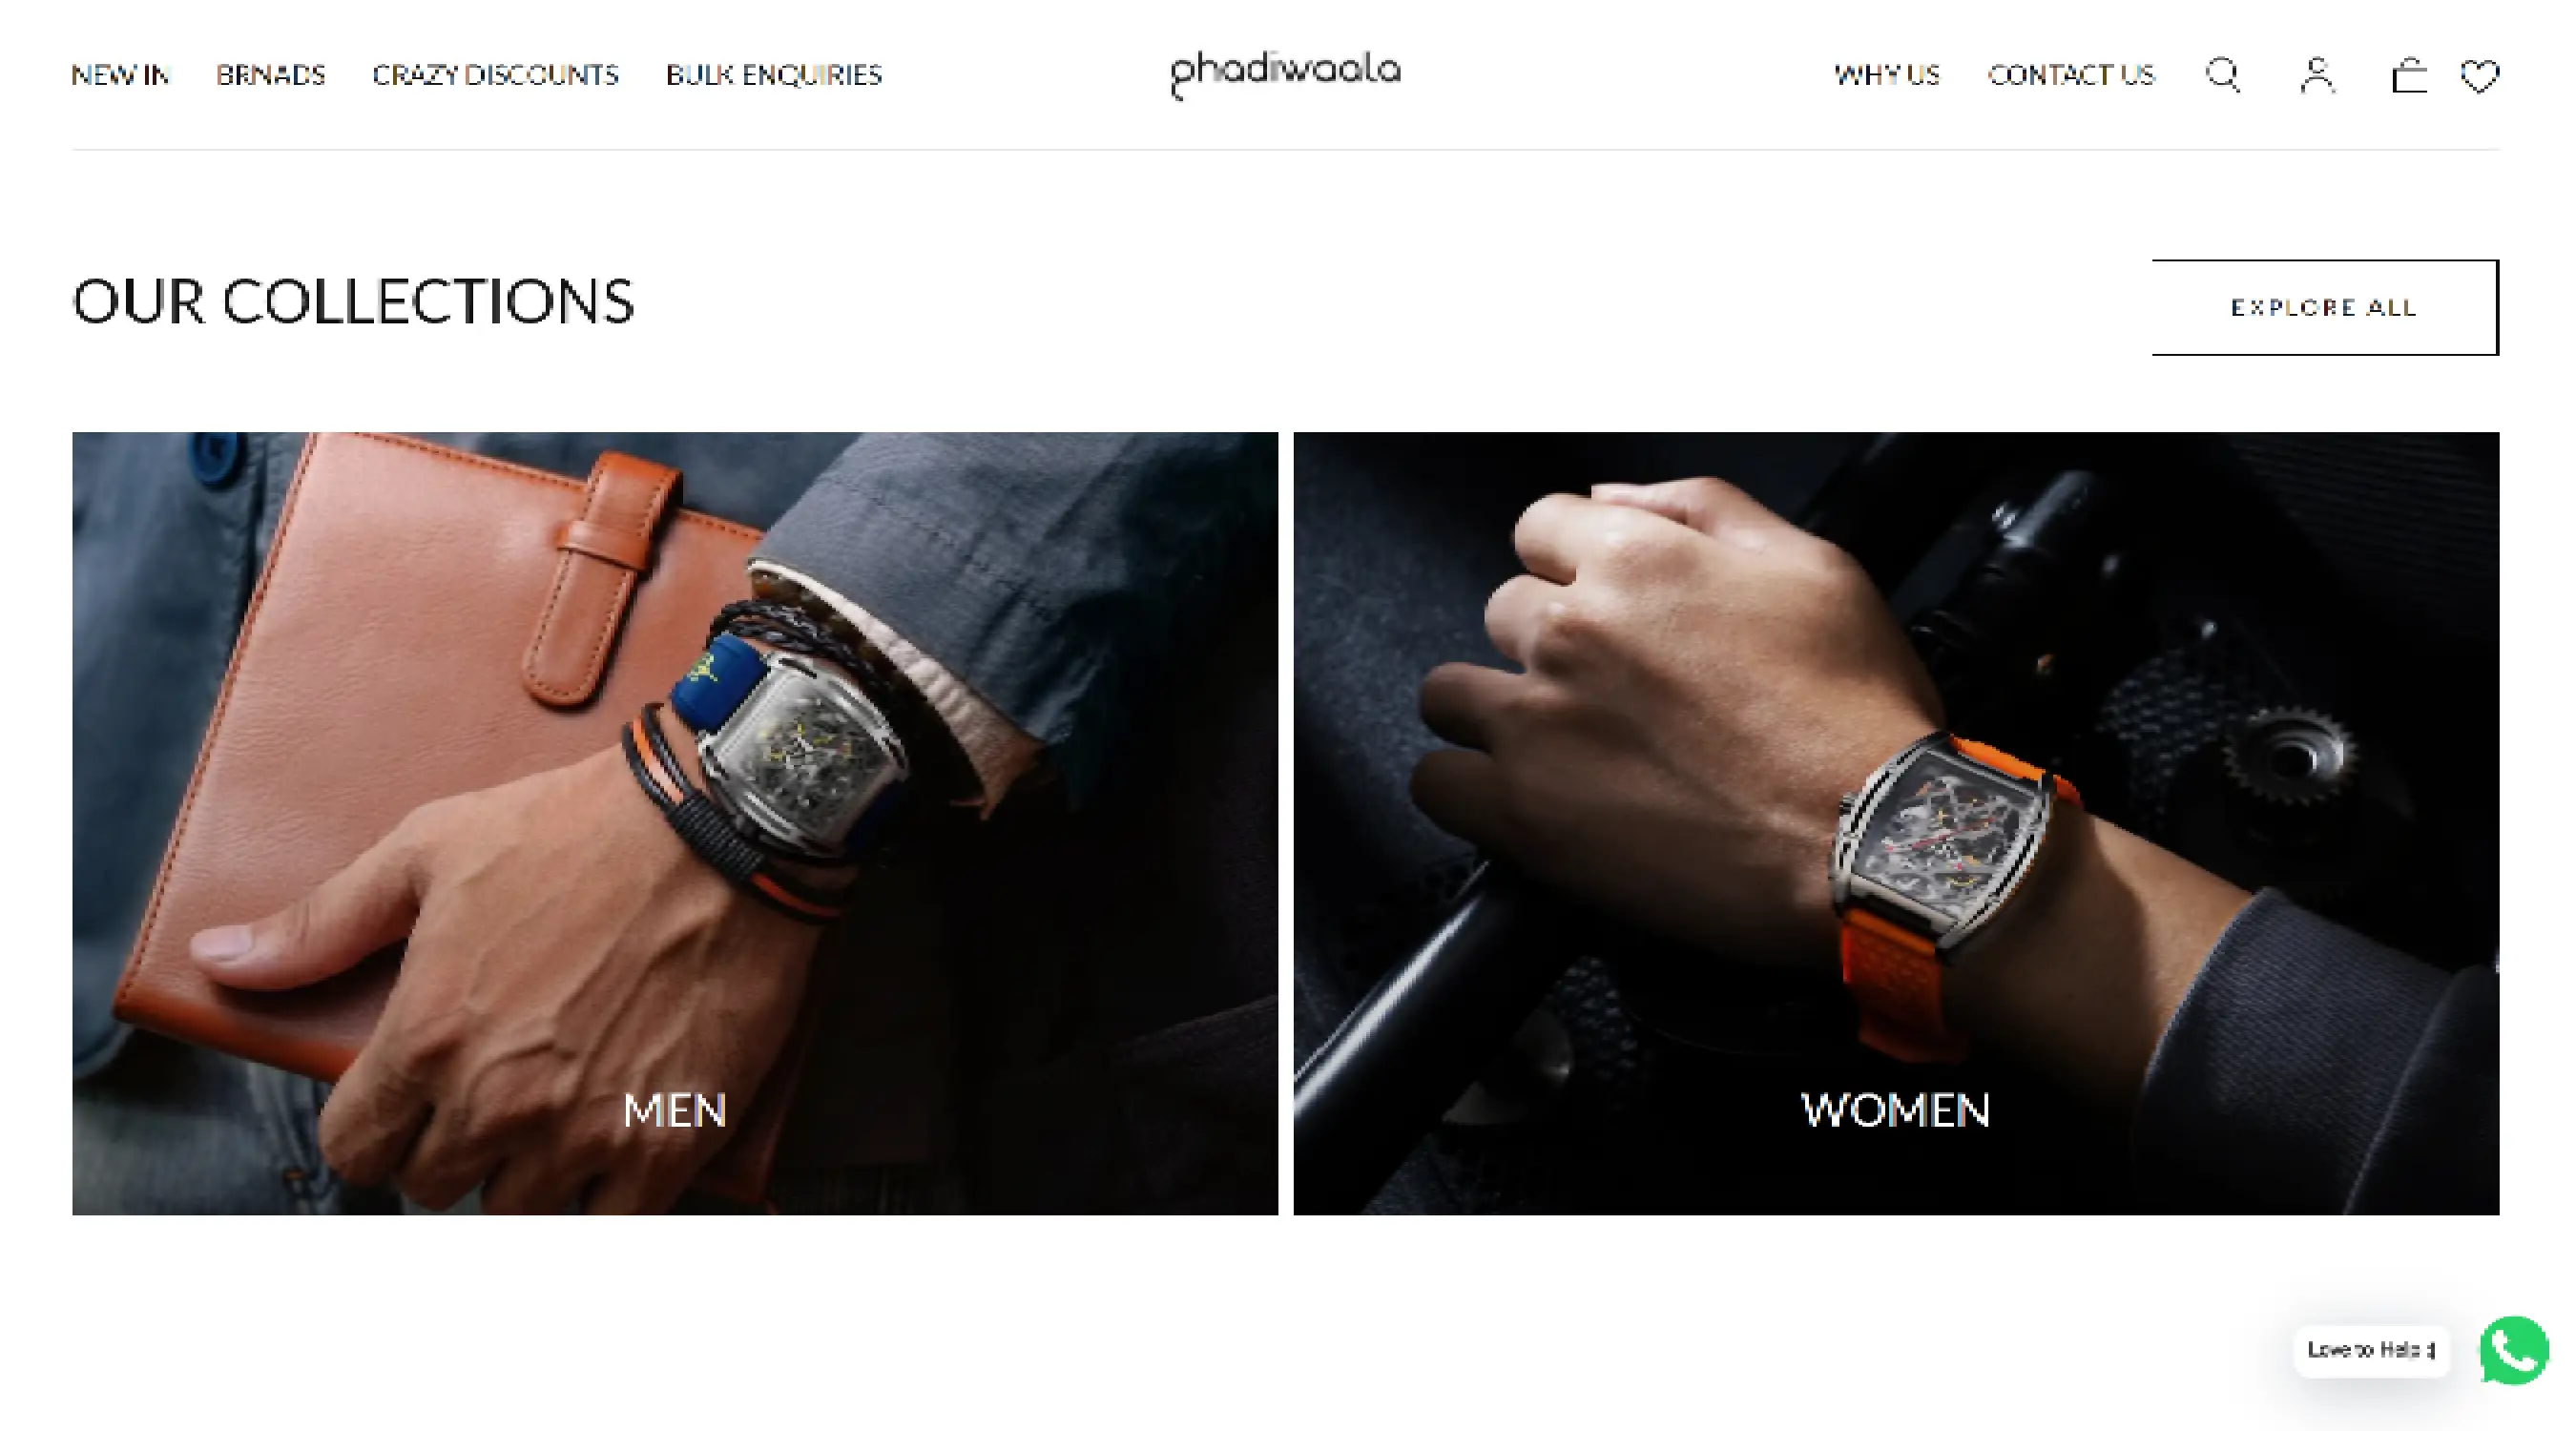 NEW IN BRNADS CRAZY DISCOUNTS BULK ENQUIRIES phadiwaala WHY US CONTACT US
OUR COLLECTIONS
EXPLORE ALL
MEN
WOMEN
Love to Help